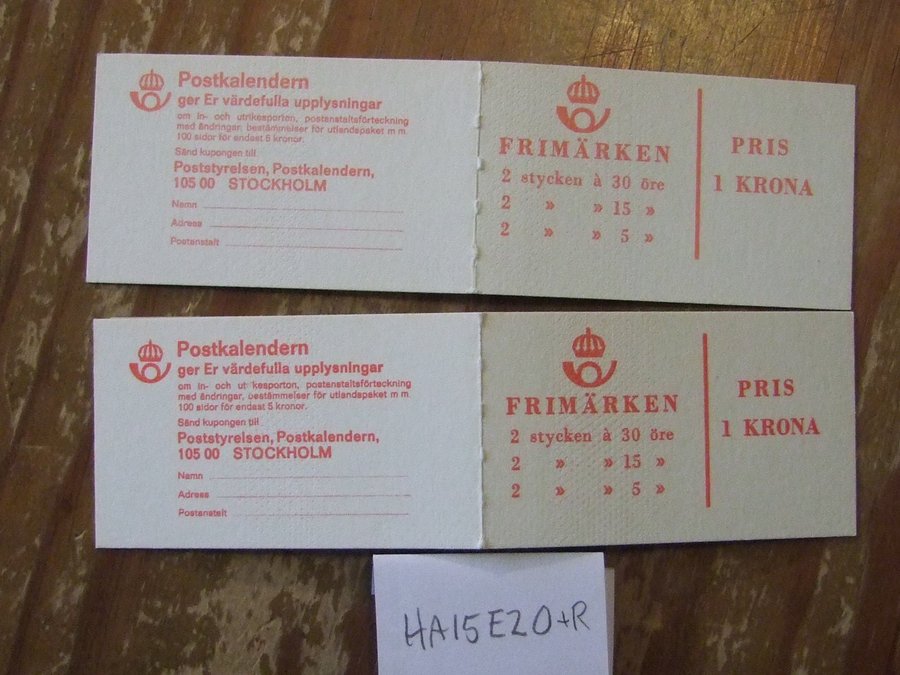 Postkalendern
ger Er värdefulla upplysningar
om in- och utrikesporton, postanstaltsförteckning
med ändringar, bestämmelser för utlandspaket m m.
100 sidor för endast 5 kronor.
Sänd kupongen till
Poststyrelsen, Postkalendern,
105 00 STOCKHOLM
Namn
Adress
Postanstalt
FRIMÄRKEN
2 stycken à 30 öre
2 » » 15 »
2 » » 5 »
PRIS
1 KRONA
Postkalendern
ger Er värdefulla upplysningar
om in- och ut kesporton, postanstaltsförteckning
med ändringar, bestämmelser för utlandspaket m m.
100 sidor för endast 5 kronor.
Sänd kupongen till
Poststyrelsen, Postkalendern,
105 00 STOCKHOLM
Namn
Adress
Postanstalt
FRIMÄRKEN
2 stycken à 30 öre
2 » » 15 »
2 » » 5 »
PRIS
1 KRONA
HA15E20+R